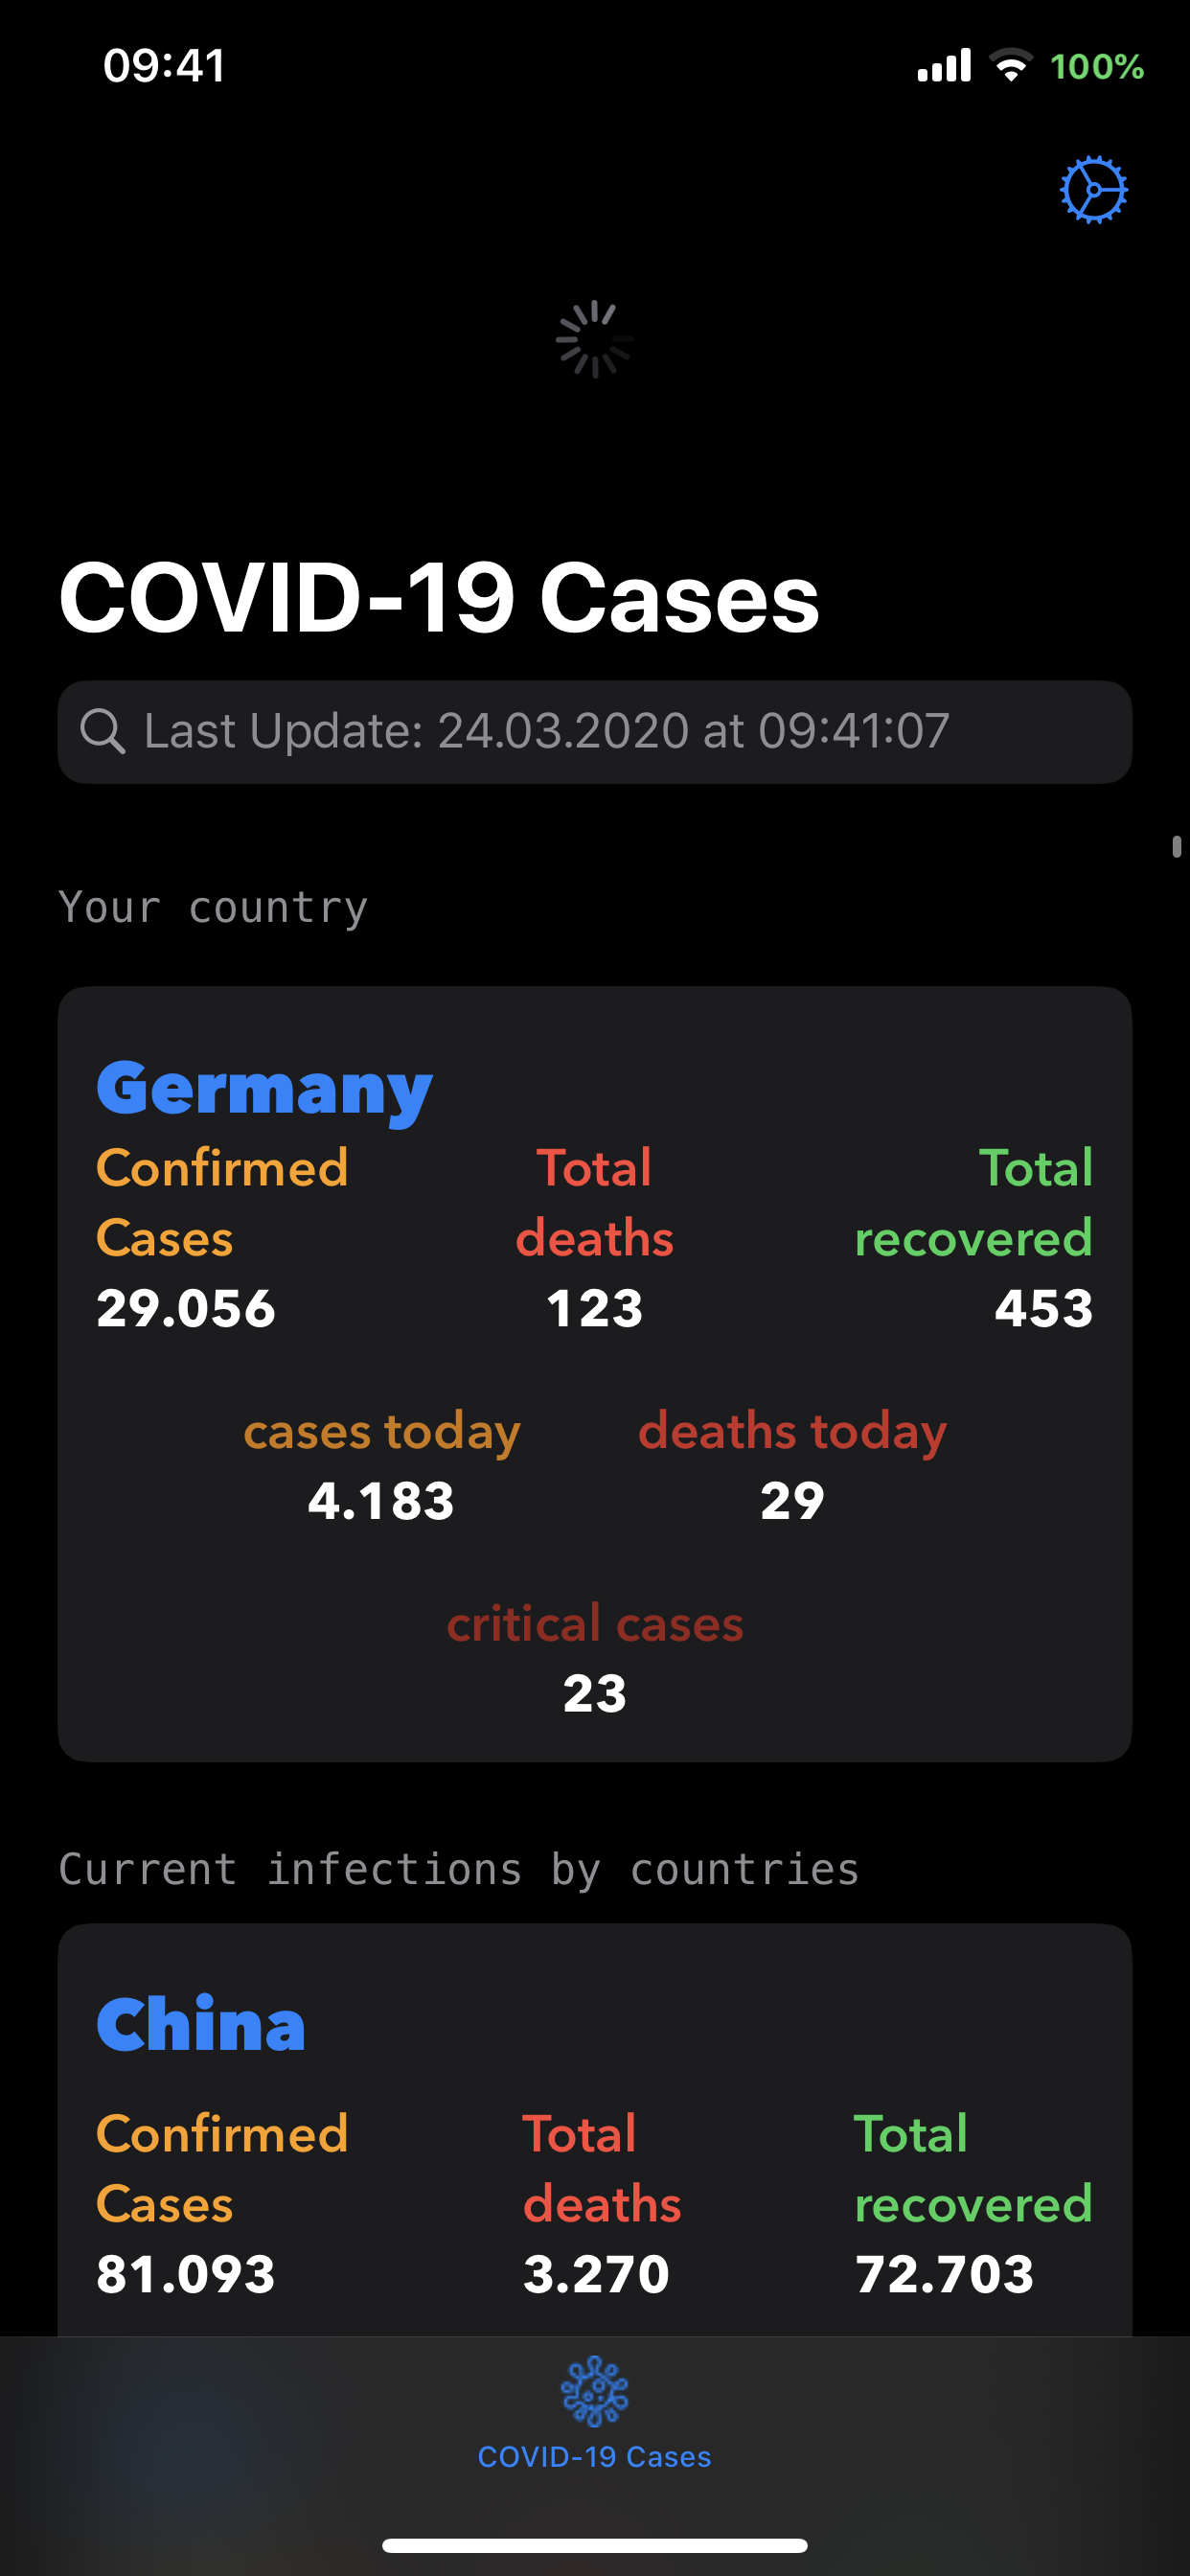 09:41 100%
COVID-19 Cases
Last Update: 24.03.2020 at 09:41:07
Your country
Germany
Confirmed Total Total
Cases deaths recovered
29.056 123 453
cases today deaths today
4.183 29
critical cases
23
Current infections by countries
China
Confirmed Total Total
Cases deaths recovered
81.093 3.270 72.703
COVID-19 Cases